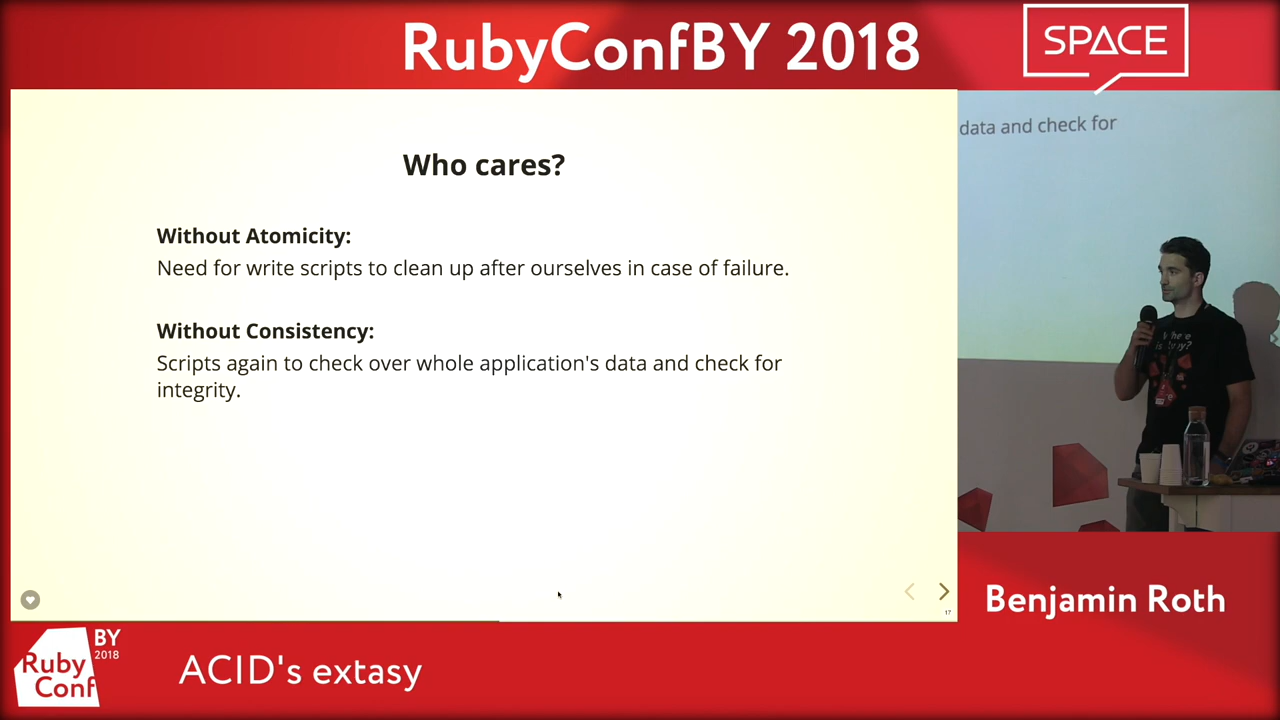 RubyConfBY 2018
SPACE
Who cares?
Without Atomicity:
Need for write scripts to clean up after ourselves in case of failure.
Without Consistency:
Scripts again to check over whole application's data and check for
integrity.
17
data and check for
Where
Benjamin Roth
Ruby
Conf
BY
2018
ACID's extasy